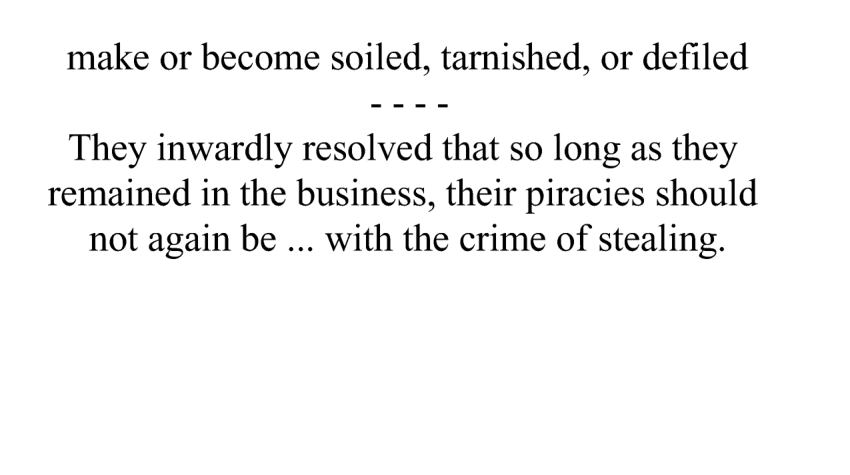 make or become soiled, tarnished, or defiled
- - - -
They inwardly resolved that so long as they
remained in the business, their piracies should
not again be ... with the crime of stealing.